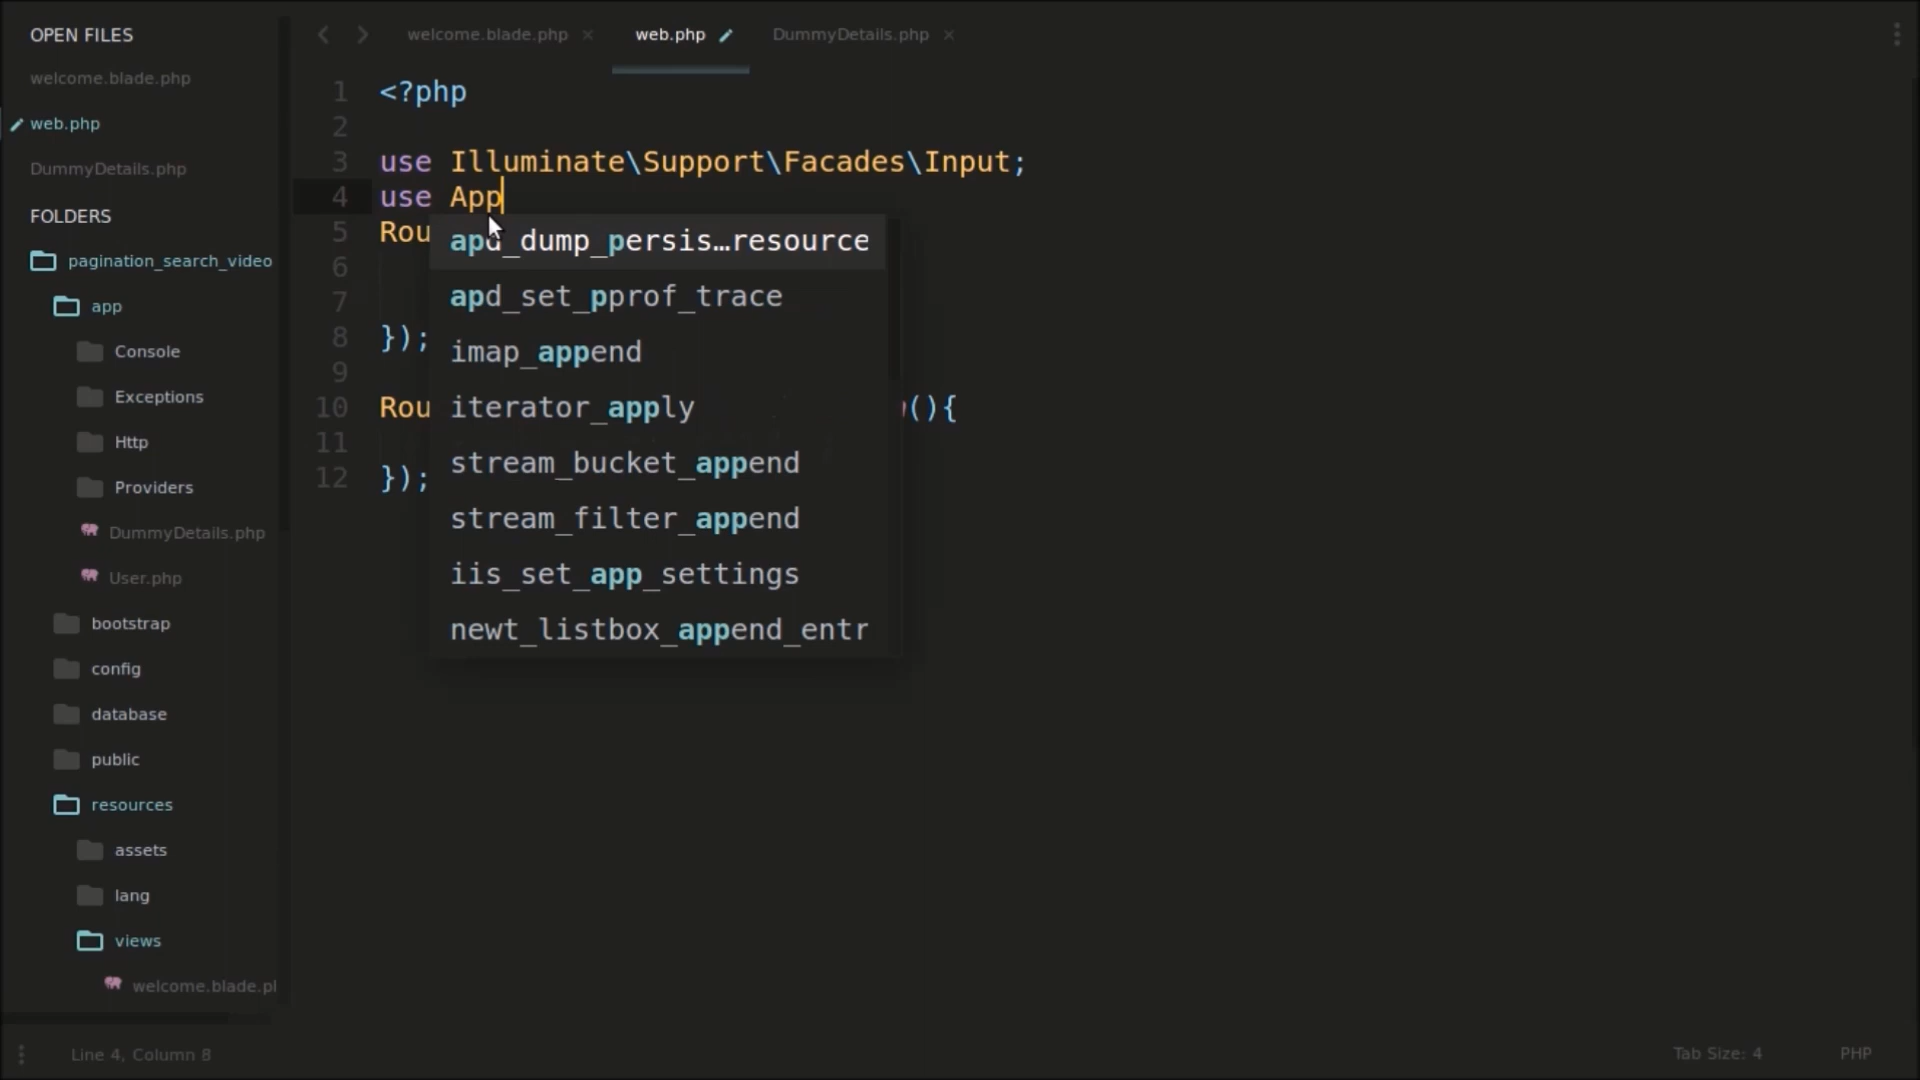 OPEN FILES
welcome.blade.php
web.php
DummyDetails.php
FOLDERS
pagination_search_video
app
Console
Exceptions
Http
Providers
DummyDetails.php
User.php
bootstrap
config
database
public
resources
assets
lang
views
welcome.blade.pl
welcome.blade.php
web.php
DummyDetails.php
1 <?php
2
3 use Illuminate\Support\Facades\Input;
4 use App
5 Rou
6
7
8 });
9
10 Rou (){
11
12 });
apd_dump_persis…resource
apd_set_pprof_trace
imap_append
iterator_apply
stream_bucket_append
stream_filter_append
iis_set_app_settings
newt_listbox_append_entr
Line 4, Column 8
Tab Size: 4
PHP